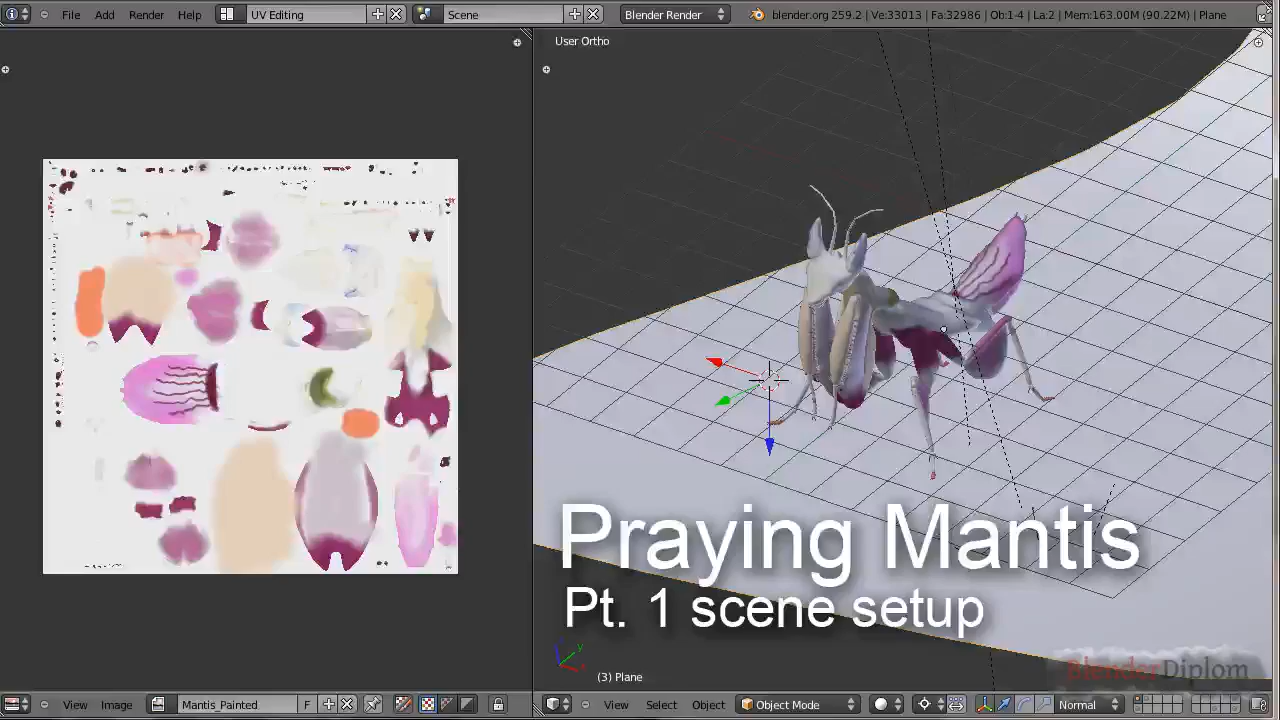 File Add Render Help UV Editing Scene Blender Render blender.org 259.2 | Ve:33013 | Fa:32986 | Ob:1-4 | La:2 | Mem:163.00M (90.22M) | Plane
User Ortho
Praying Mantis
Pt. 1 scene setup
BlenderDiplom
(3) Plane
View Image Mantis_Painted F View Select Object Object Mode Normal